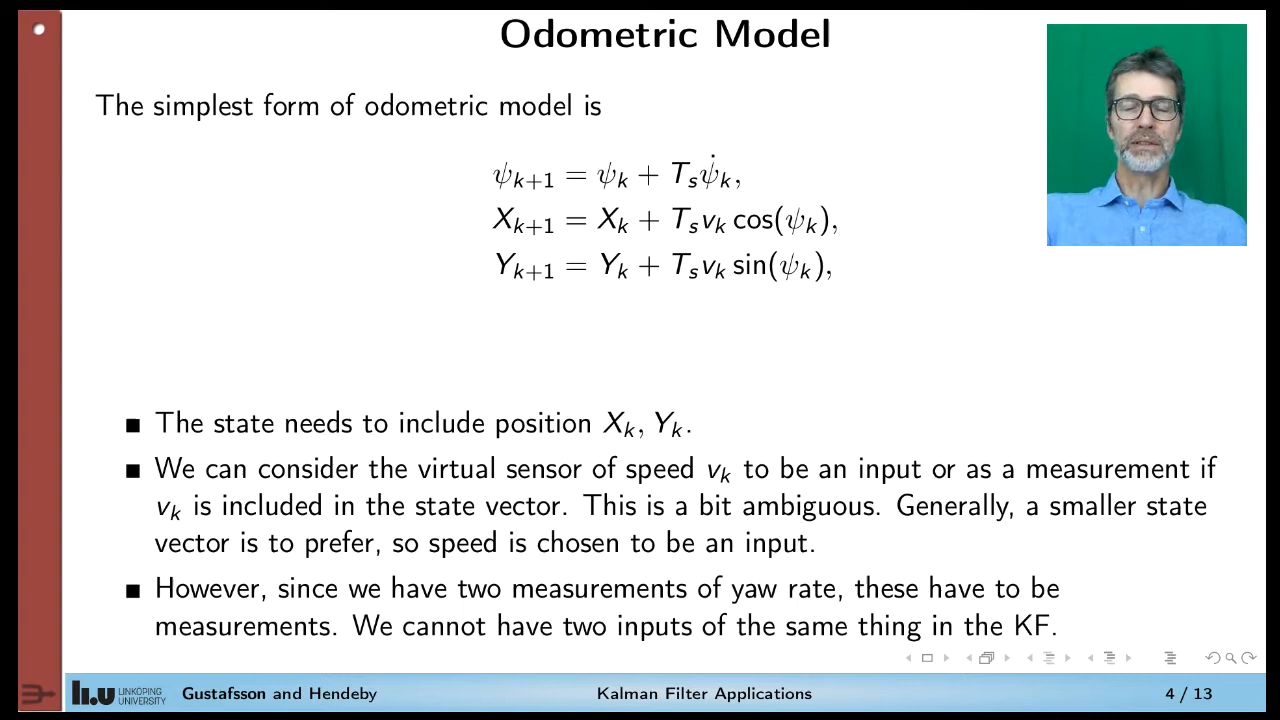 Odometric Model
The simplest form of odometric model is
ψ_{k+1} = ψ_k + T_s ψ̇_k,
X_{k+1} = X_k + T_s v_k cos(ψ_k),
Y_{k+1} = Y_k + T_s v_k sin(ψ_k),
■ The state needs to include position X_k, Y_k.
■ We can consider the virtual sensor of speed v_k to be an input or as a measurement if
v_k is included in the state vector. This is a bit ambiguous. Generally, a smaller state
vector is to prefer, so speed is chosen to be an input.
■ However, since we have two measurements of yaw rate, these have to be
measurements. We cannot have two inputs of the same thing in the KF.
li.u LINKÖPING
UNIVERSITY
Gustafsson and Hendeby
Kalman Filter Applications
4 / 13